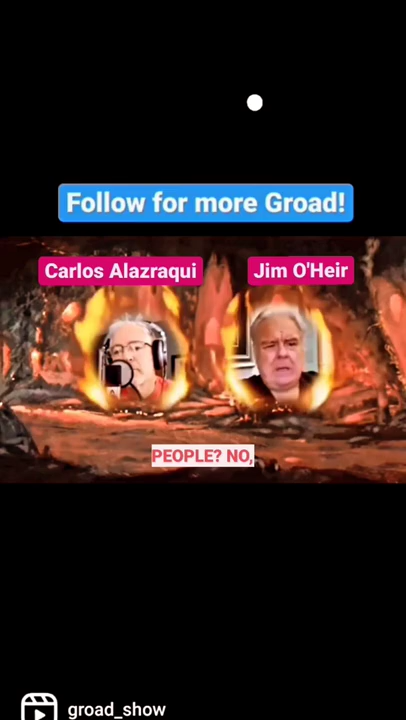 Follow for more Groad!
Carlos Alazraqui
Jim O'Heir
PEOPLE? NO,
groad_show